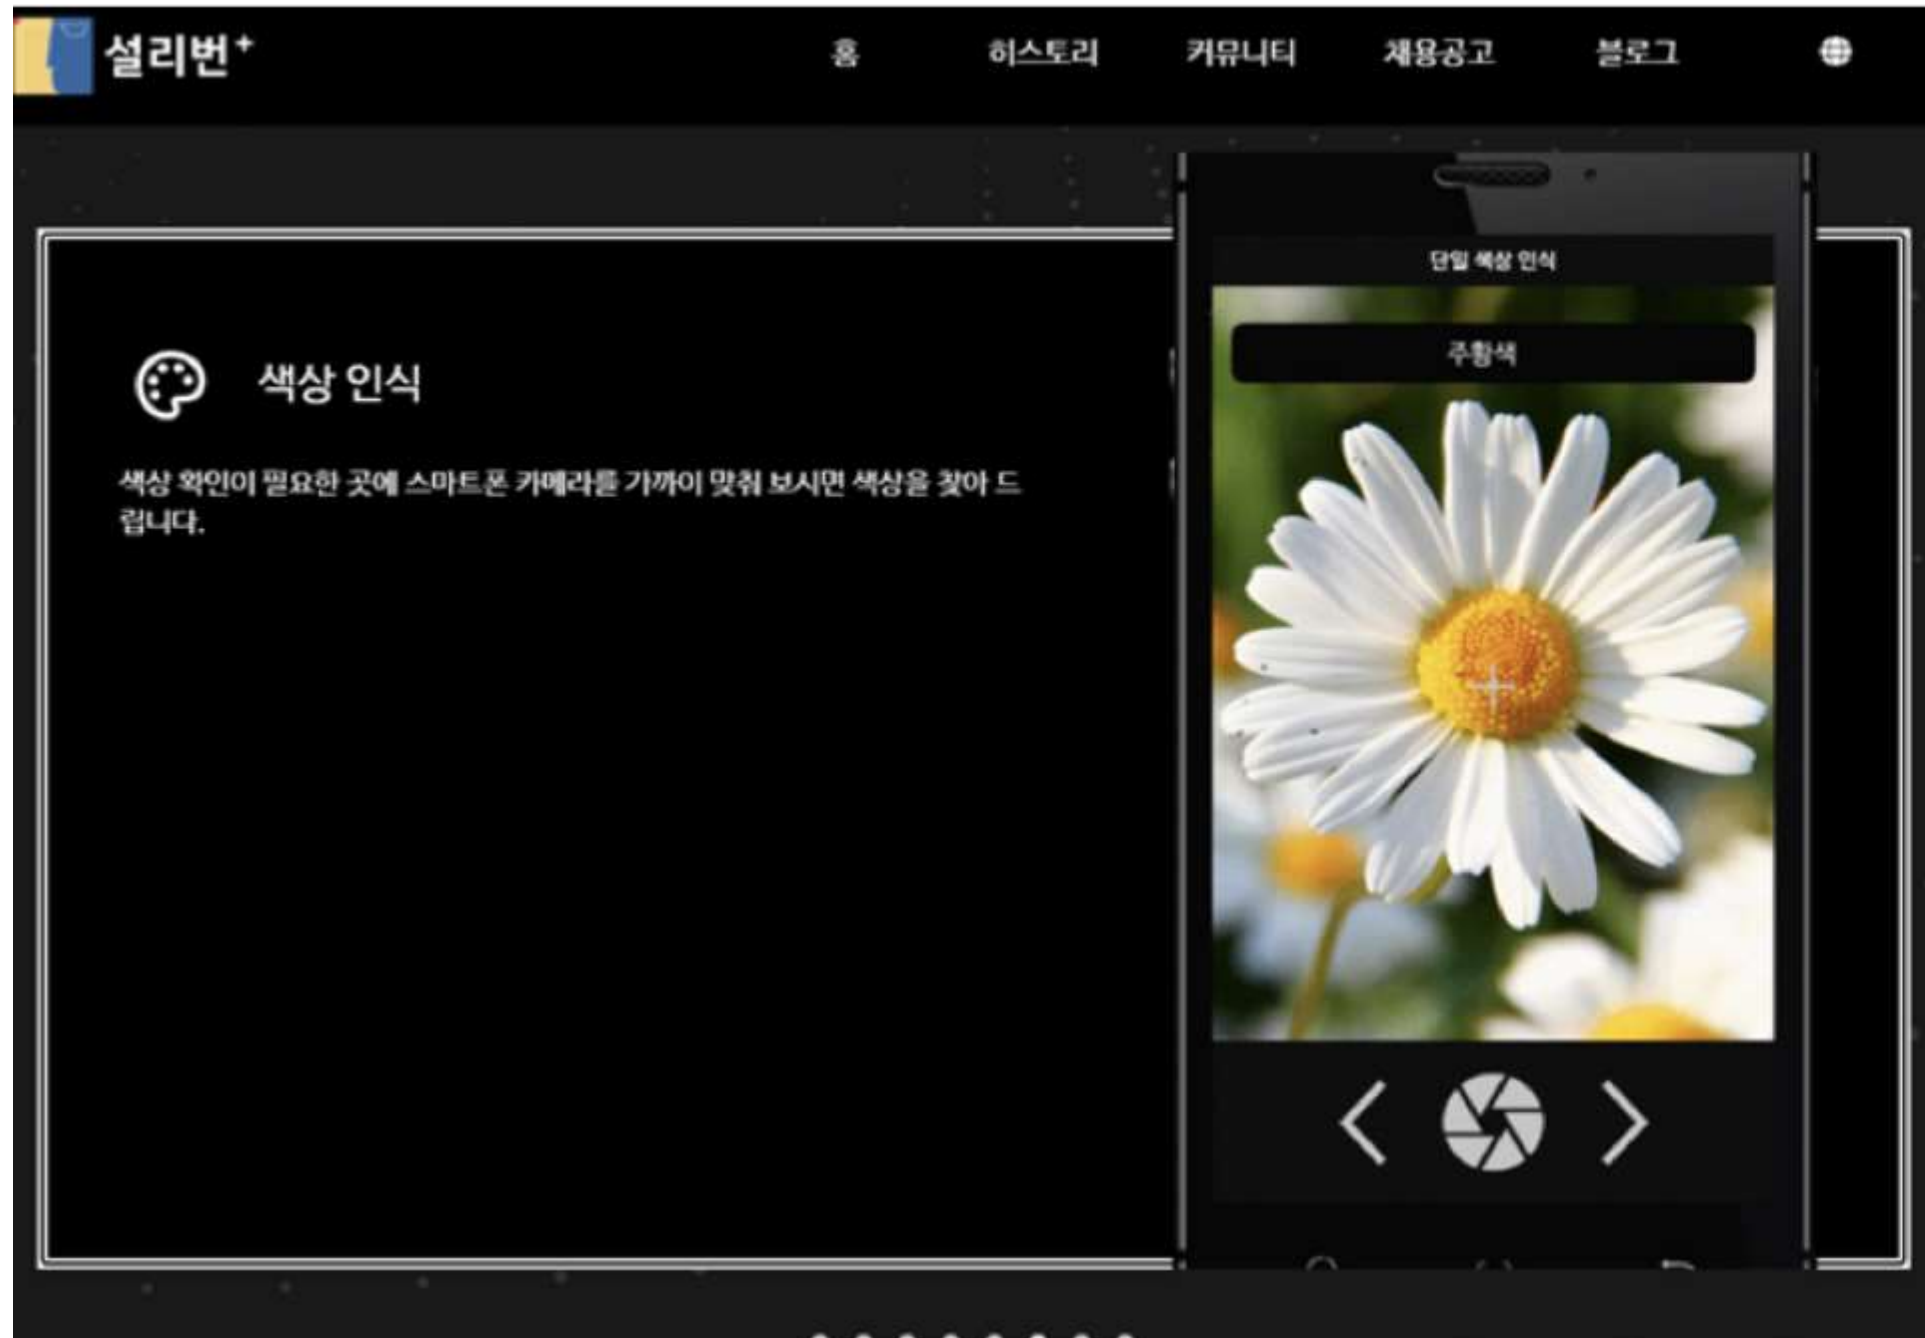 설리번+
홈 히스토리 커뮤니티 채용공고 블로그
단일 색상 인식
주황색
색상 인식
색상 확인이 필요한 곳에 스마트폰 카메라를 가까이 맞춰 보시면 색상을 찾아 드
립니다.